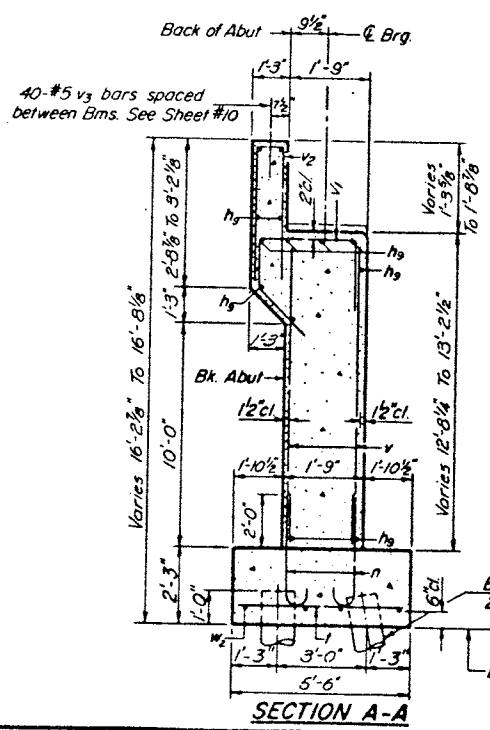 9½"
Back of Abut
℄ Brg.
1'-3"
1'-9"
40-#5 v3 bars spaced
between Bms. See Sheet #10
7½"
v2
2"cl.
v1
Varies
1'-3⅝"
To 1'-8⅞"
2'-8⅞" To 3'-2⅛"
h9
h9
h9
1'-3"
h9
1'-3"
Varies 16'-2⅞" To 16'-8⅛"
Bk. Abut
1½"cl.
1½"cl.
Varies 12'-8¼" To 13'-2½"
10'-0"
v
1'-10½"
1'-9"
1'-10½"
2'-0"
h9
n
2'-3"
1'-0"
6"cl.
w2
t
1'-3"
3'-0"
1'-3"
5'-6"
SECTION A-A